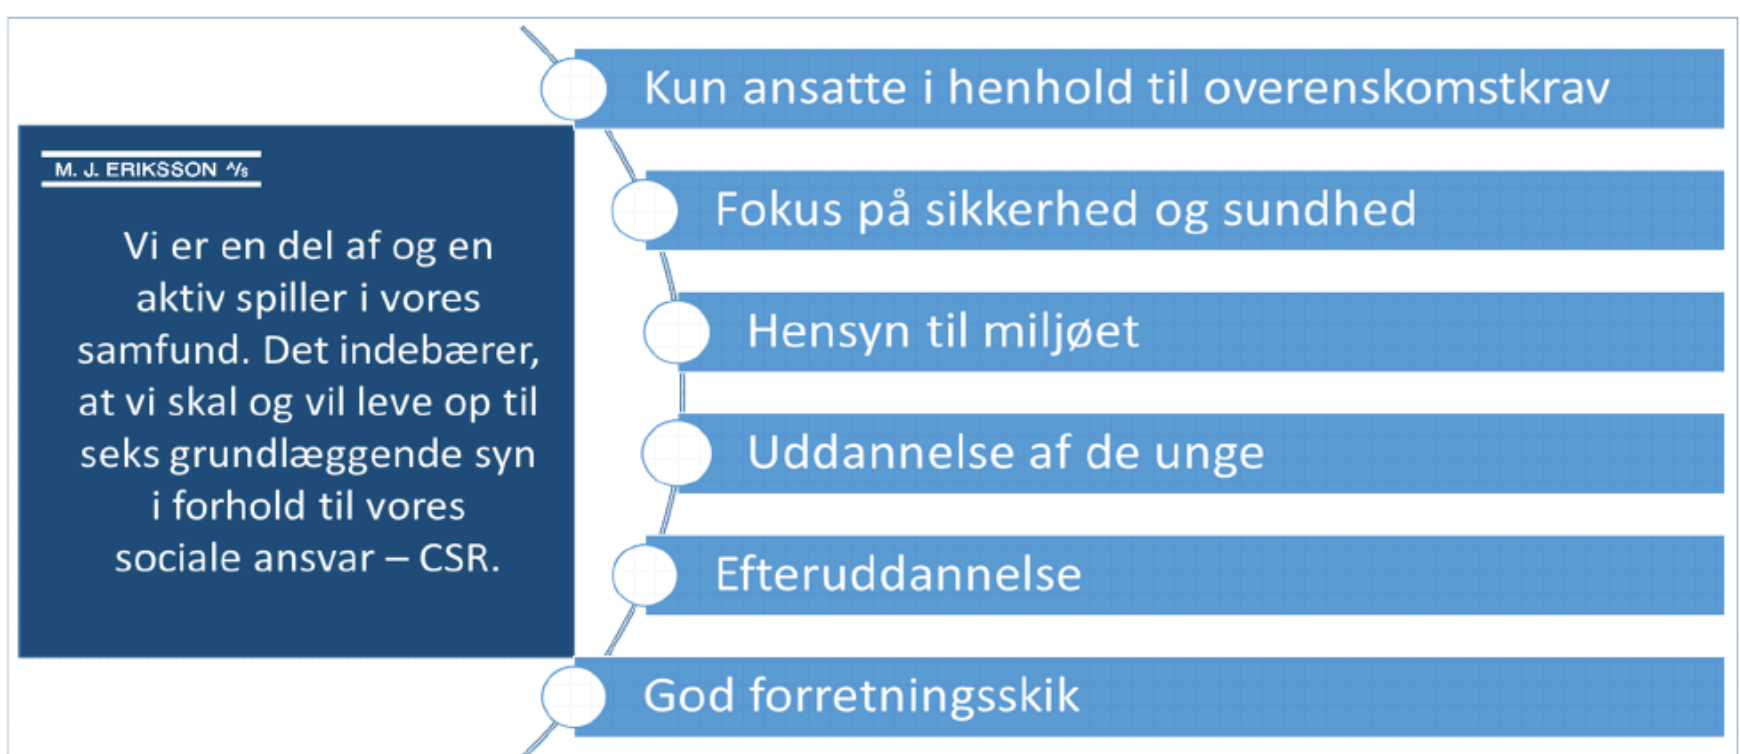 M. J. ERIKSSON A/S
Vi er en del af og en
aktiv spiller i vores
samfund. Det indebærer,
at vi skal og vil leve op til
seks grundlæggende syn
i forhold til vores
sociale ansvar – CSR.
Kun ansatte i henhold til overenskomstkrav
Fokus på sikkerhed og sundhed
Hensyn til miljøet
Uddannelse af de unge
Efteruddannelse
God forretningsskik